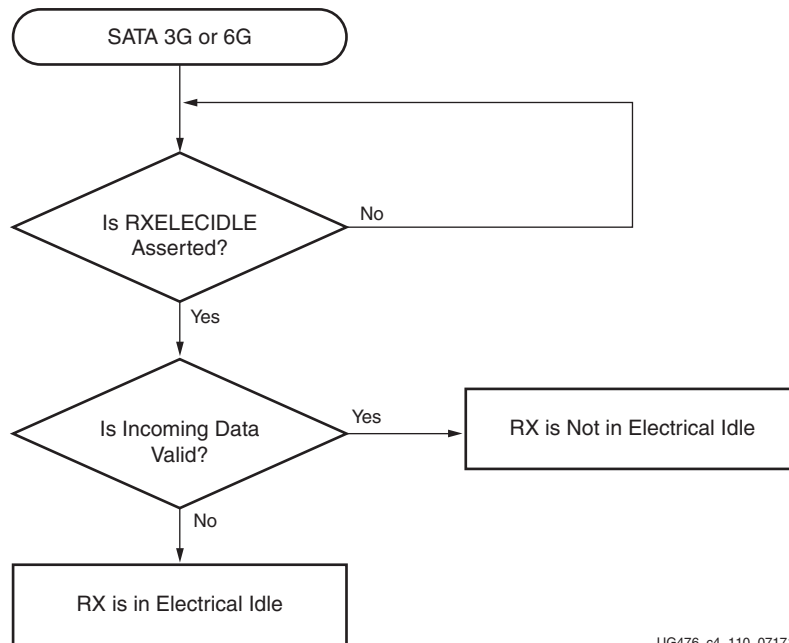 SATA 3G or 6G
Is RXELECIDLE
Asserted?
No
Yes
Is Incoming Data
Valid?
Yes
RX is Not in Electrical Idle
No
RX is in Electrical Idle